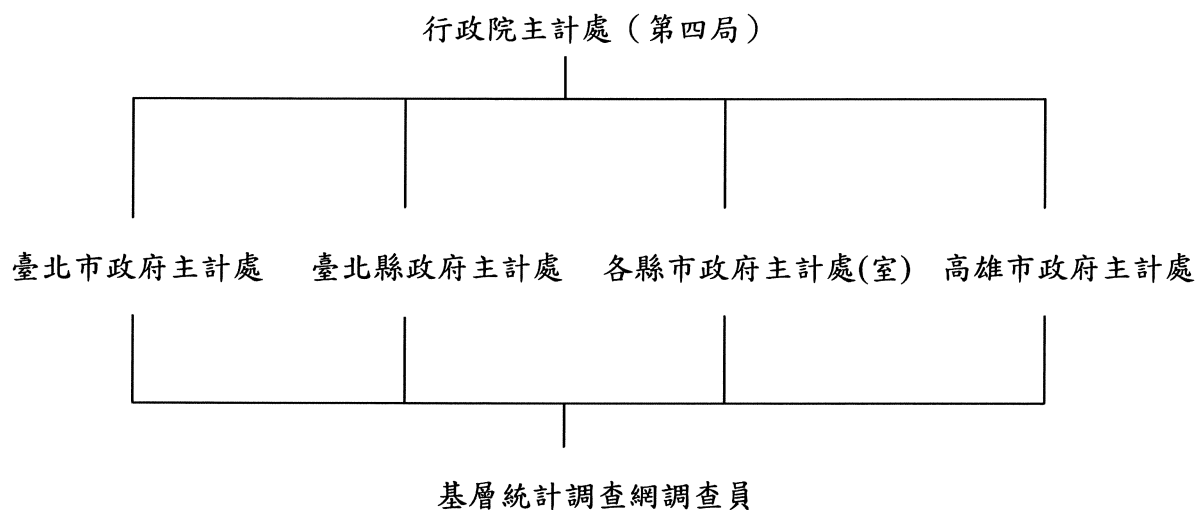 行政院主計處（第四局）
臺北市政府主計處 臺北縣政府主計處 各縣市政府主計處(室) 高雄市政府主計處
基層統計調查網調查員